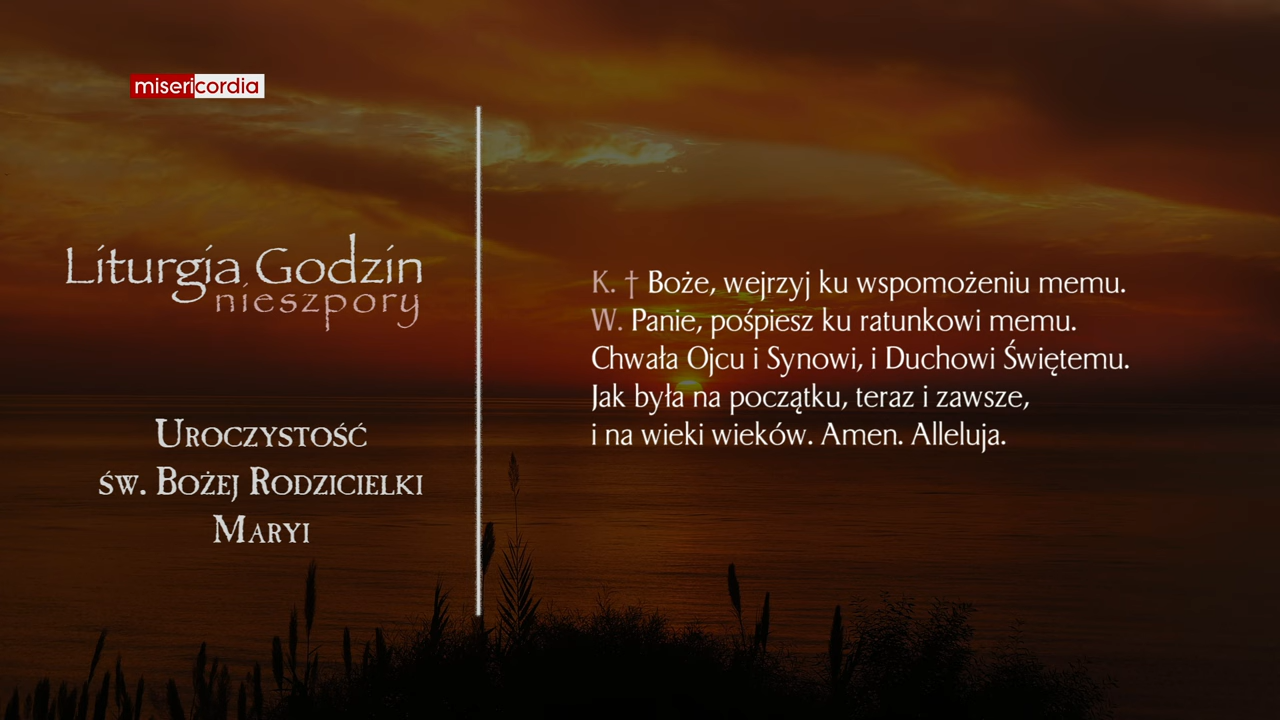 misericordia
Liturgia Godzin
nieszpory
Uroczystość
św. Bożej Rodzicielki
Maryi
K. † Boże, wejrzyj ku wspomożeniu memu.
W. Panie, pośpiesz ku ratunkowi memu.
Chwała Ojcu i Synowi, i Duchowi Świętemu.
Jak była na początku, teraz i zawsze,
i na wieki wieków. Amen. Alleluja.